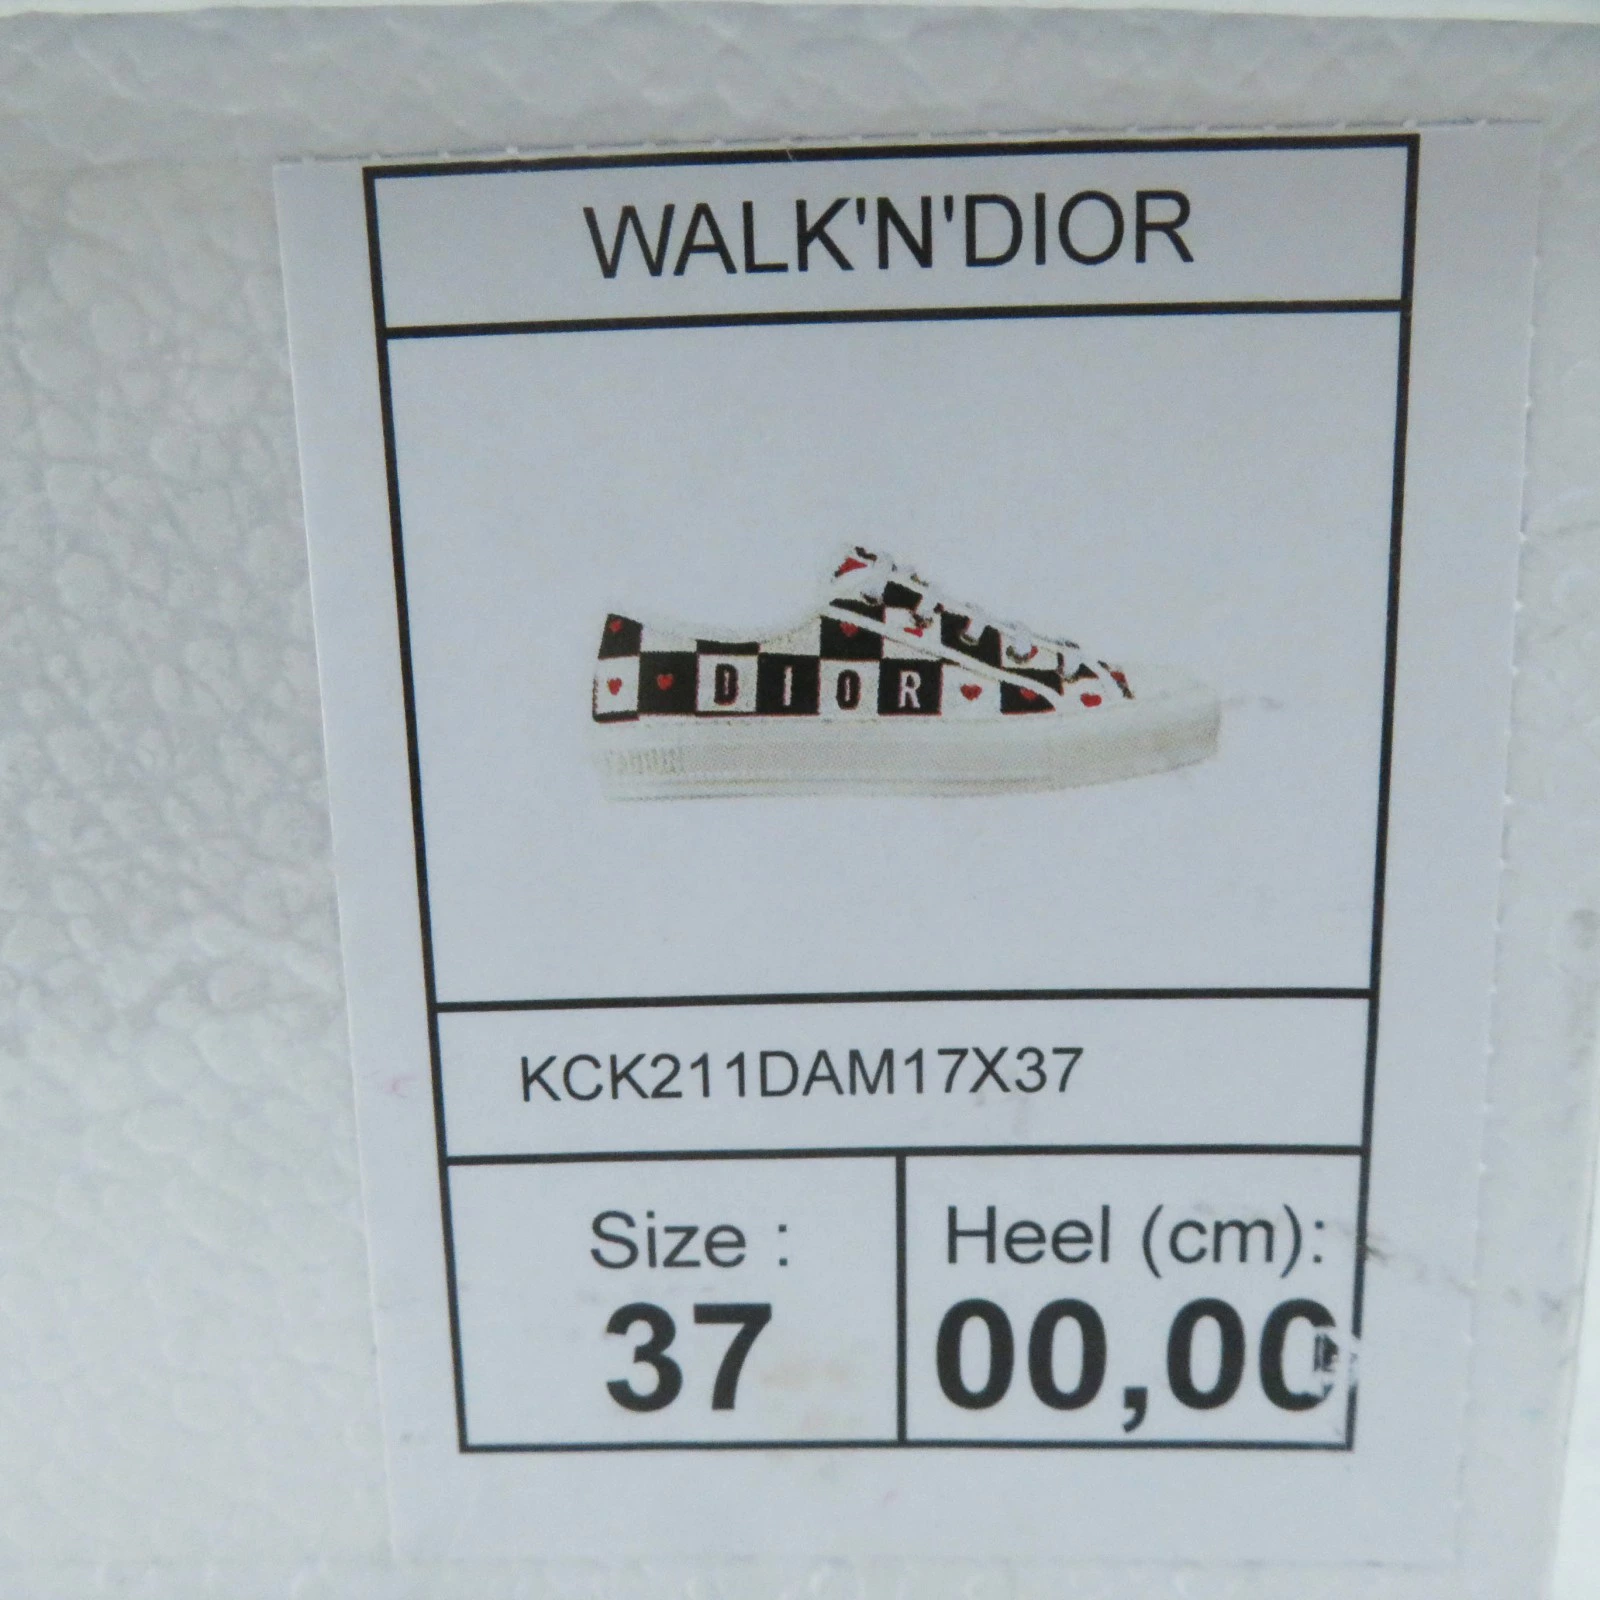 WALK'N'DIOR
DIOR
KCK211DAM17X37
Size :
37
Heel (cm):
00,00